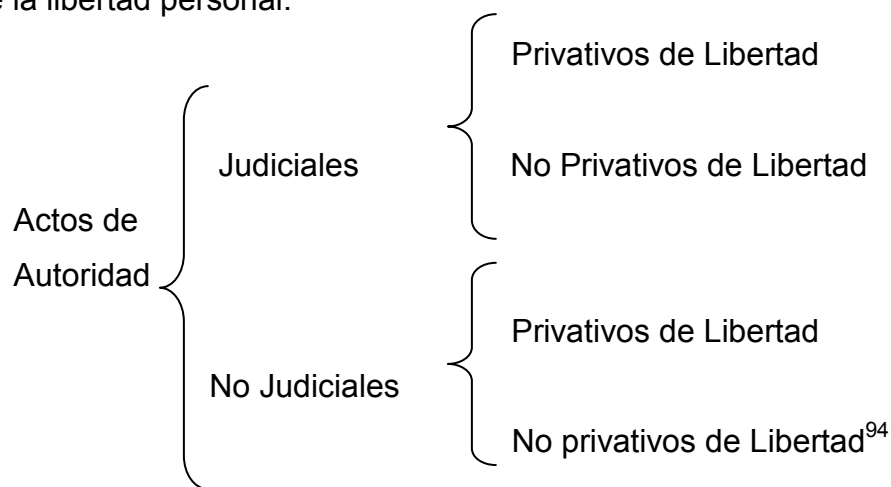 la libertad personal.
Privativos de Libertad
Judiciales
No Privativos de Libertad
Actos de
Autoridad
Privativos de Libertad
No Judiciales
No privativos de Libertad94